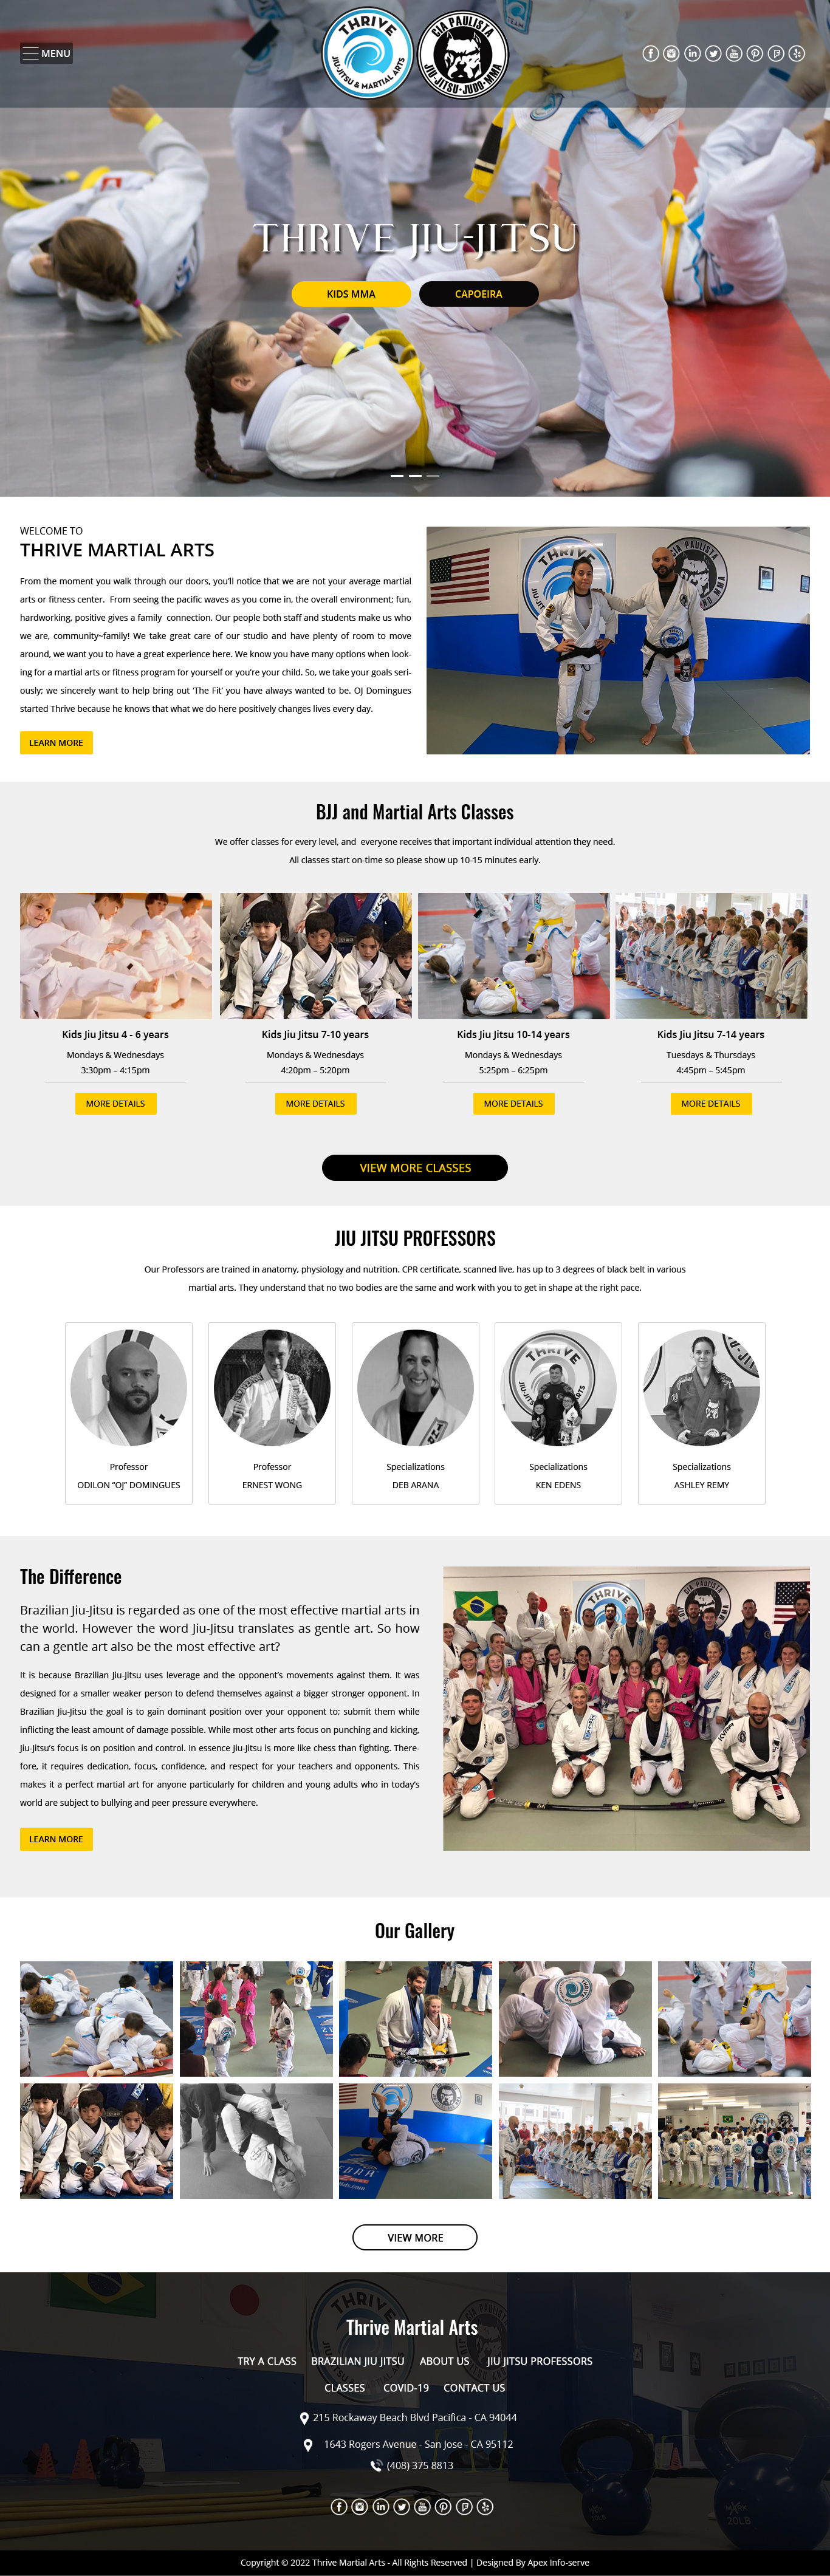 MENU
THRIVE
JIU-JITSU & MARTIAL ARTS
CIA PAULISTA
JIU-JITSU·JUDO·MMA
THRIVE JIU-JITSU
KIDS MMA
CAPOEIRA
WELCOME TO
THRIVE MARTIAL ARTS
From the moment you walk through our doors, you'll notice that we are not your average martial
arts or fitness center. From seeing the pacific waves as you come in, the overall environment; fun,
hardworking, positive gives a family connection. Our people both staff and students make us who
we are, community~family! We take great care of our studio and have plenty of room to move
around, we want you to have a great experience here. We know you have many options when look-
ing for a martial arts or fitness program for yourself or you're your child. So, we take your goals seri-
ously; we sincerely want to help bring out 'The Fit' you have always wanted to be. OJ Domingues
started Thrive because he knows that what we do here positively changes lives every day.
LEARN MORE
BJJ and Martial Arts Classes
We offer classes for every level, and everyone receives that important individual attention they need.
All classes start on-time so please show up 10-15 minutes early.
Kids Jiu Jitsu 4 - 6 years
Mondays & Wednesdays
3:30pm – 4:15pm
MORE DETAILS
Kids Jiu Jitsu 7-10 years
Mondays & Wednesdays
4:20pm – 5:20pm
MORE DETAILS
Kids Jiu Jitsu 10-14 years
Mondays & Wednesdays
5:25pm – 6:25pm
MORE DETAILS
Kids Jiu Jitsu 7-14 years
Tuesdays & Thursdays
4:45pm – 5:45pm
MORE DETAILS
VIEW MORE CLASSES
JIU JITSU PROFESSORS
Our Professors are trained in anatomy, physiology and nutrition. CPR certificate, scanned live, has up to 3 degrees of black belt in various
martial arts. They understand that no two bodies are the same and work with you to get in shape at the right pace.
Professor
ODILON "OJ" DOMINGUES
Professor
ERNEST WONG
Specializations
DEB ARANA
Specializations
KEN EDENS
Specializations
ASHLEY REMY
The Difference
Brazilian Jiu-Jitsu is regarded as one of the most effective martial arts in
the world. However the word Jiu-Jitsu translates as gentle art. So how
can a gentle art also be the most effective art?
It is because Brazilian Jiu-Jitsu uses leverage and the opponent's movements against them. It was
designed for a smaller weaker person to defend themselves against a bigger stronger opponent. In
Brazilian Jiu-Jitsu the goal is to gain dominant position over your opponent to; submit them while
inflicting the least amount of damage possible. While most other arts focus on punching and kicking,
Jiu-Jitsu's focus is on position and control. In essence Jiu-Jitsu is more like chess than fighting. There-
fore, it requires dedication, focus, confidence, and respect for your teachers and opponents. This
makes it a perfect martial art for anyone particularly for children and young adults who in today's
world are subject to bullying and peer pressure everywhere.
LEARN MORE
Our Gallery
VIEW MORE
Thrive Martial Arts
TRY A CLASS
BRAZILIAN JIU JITSU
ABOUT US
JIU JITSU PROFESSORS
CLASSES
COVID-19
CONTACT US
215 Rockaway Beach Blvd Pacifica - CA 94044
1643 Rogers Avenue - San Jose - CA 95112
(408) 375 8813
Copyright © 2022 Thrive Martial Arts - All Rights Reserved | Designed By Apex Info-serve